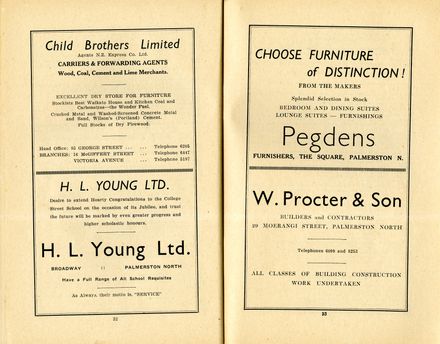 Child Brothers Limited
Agents N.Z. Express Co. Ltd.
CARRIERS & FORWARDING AGENTS
Wood, Coal, Cement and Lime Merchants.
EXCELLENT DRY STORE FOR FURNITURE
Stockists Best Waikato House and Kitchen Coal and
Carbonettes—the Wonder Fuel.
Crushed Metal and Washed-Screened Concrete Metal
and Sand, Wilson's (Portland) Cement.
Full Stocks of Dry Firewood.
Head Office: 85 GEORGE STREET ... ... Telephone 6295
BRANCHES: 14 McGIFFERT STREET ... Telephone 6447
VICTORIA AVENUE ... Telephone 5197
H. L. YOUNG LTD.
Desire to extend Hearty Congratulations to the College
Street School on the occasion of its Jubilee, and trust
the future will be marked by even greater progress and
higher scholastic honours.
H. L. Young Ltd.
BROADWAY :: PALMERSTON NORTH
Have a Full Range of All School Requisites
As Always, their motto is, "SERVICE"
32
CHOOSE FURNITURE
of DISTINCTION!
FROM THE MAKERS
Splendid Selection in Stock
BEDROOM AND DINING SUITES
LOUNGE SUITES — FURNISHINGS
Pegdens
FURNISHERS, THE SQUARE, PALMERSTON N.
W. Procter & Son
BUILDERS and CONTRACTORS
29 MOERANGI STREET, PALMERSTON NORTH
Telephones 6699 and 8253
ALL CLASSES OF BUILDING CONSTRUCTION
WORK UNDERTAKEN
33